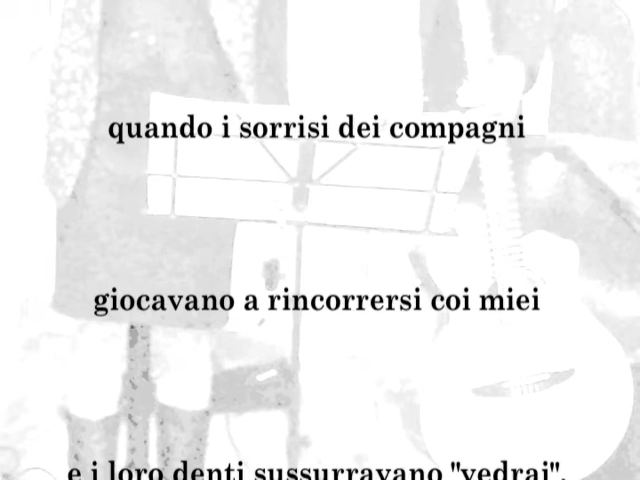 quando i sorrisi dei compagni
giocavano a rincorrersi coi miei
e i loro denti sussurravano "vedrai",